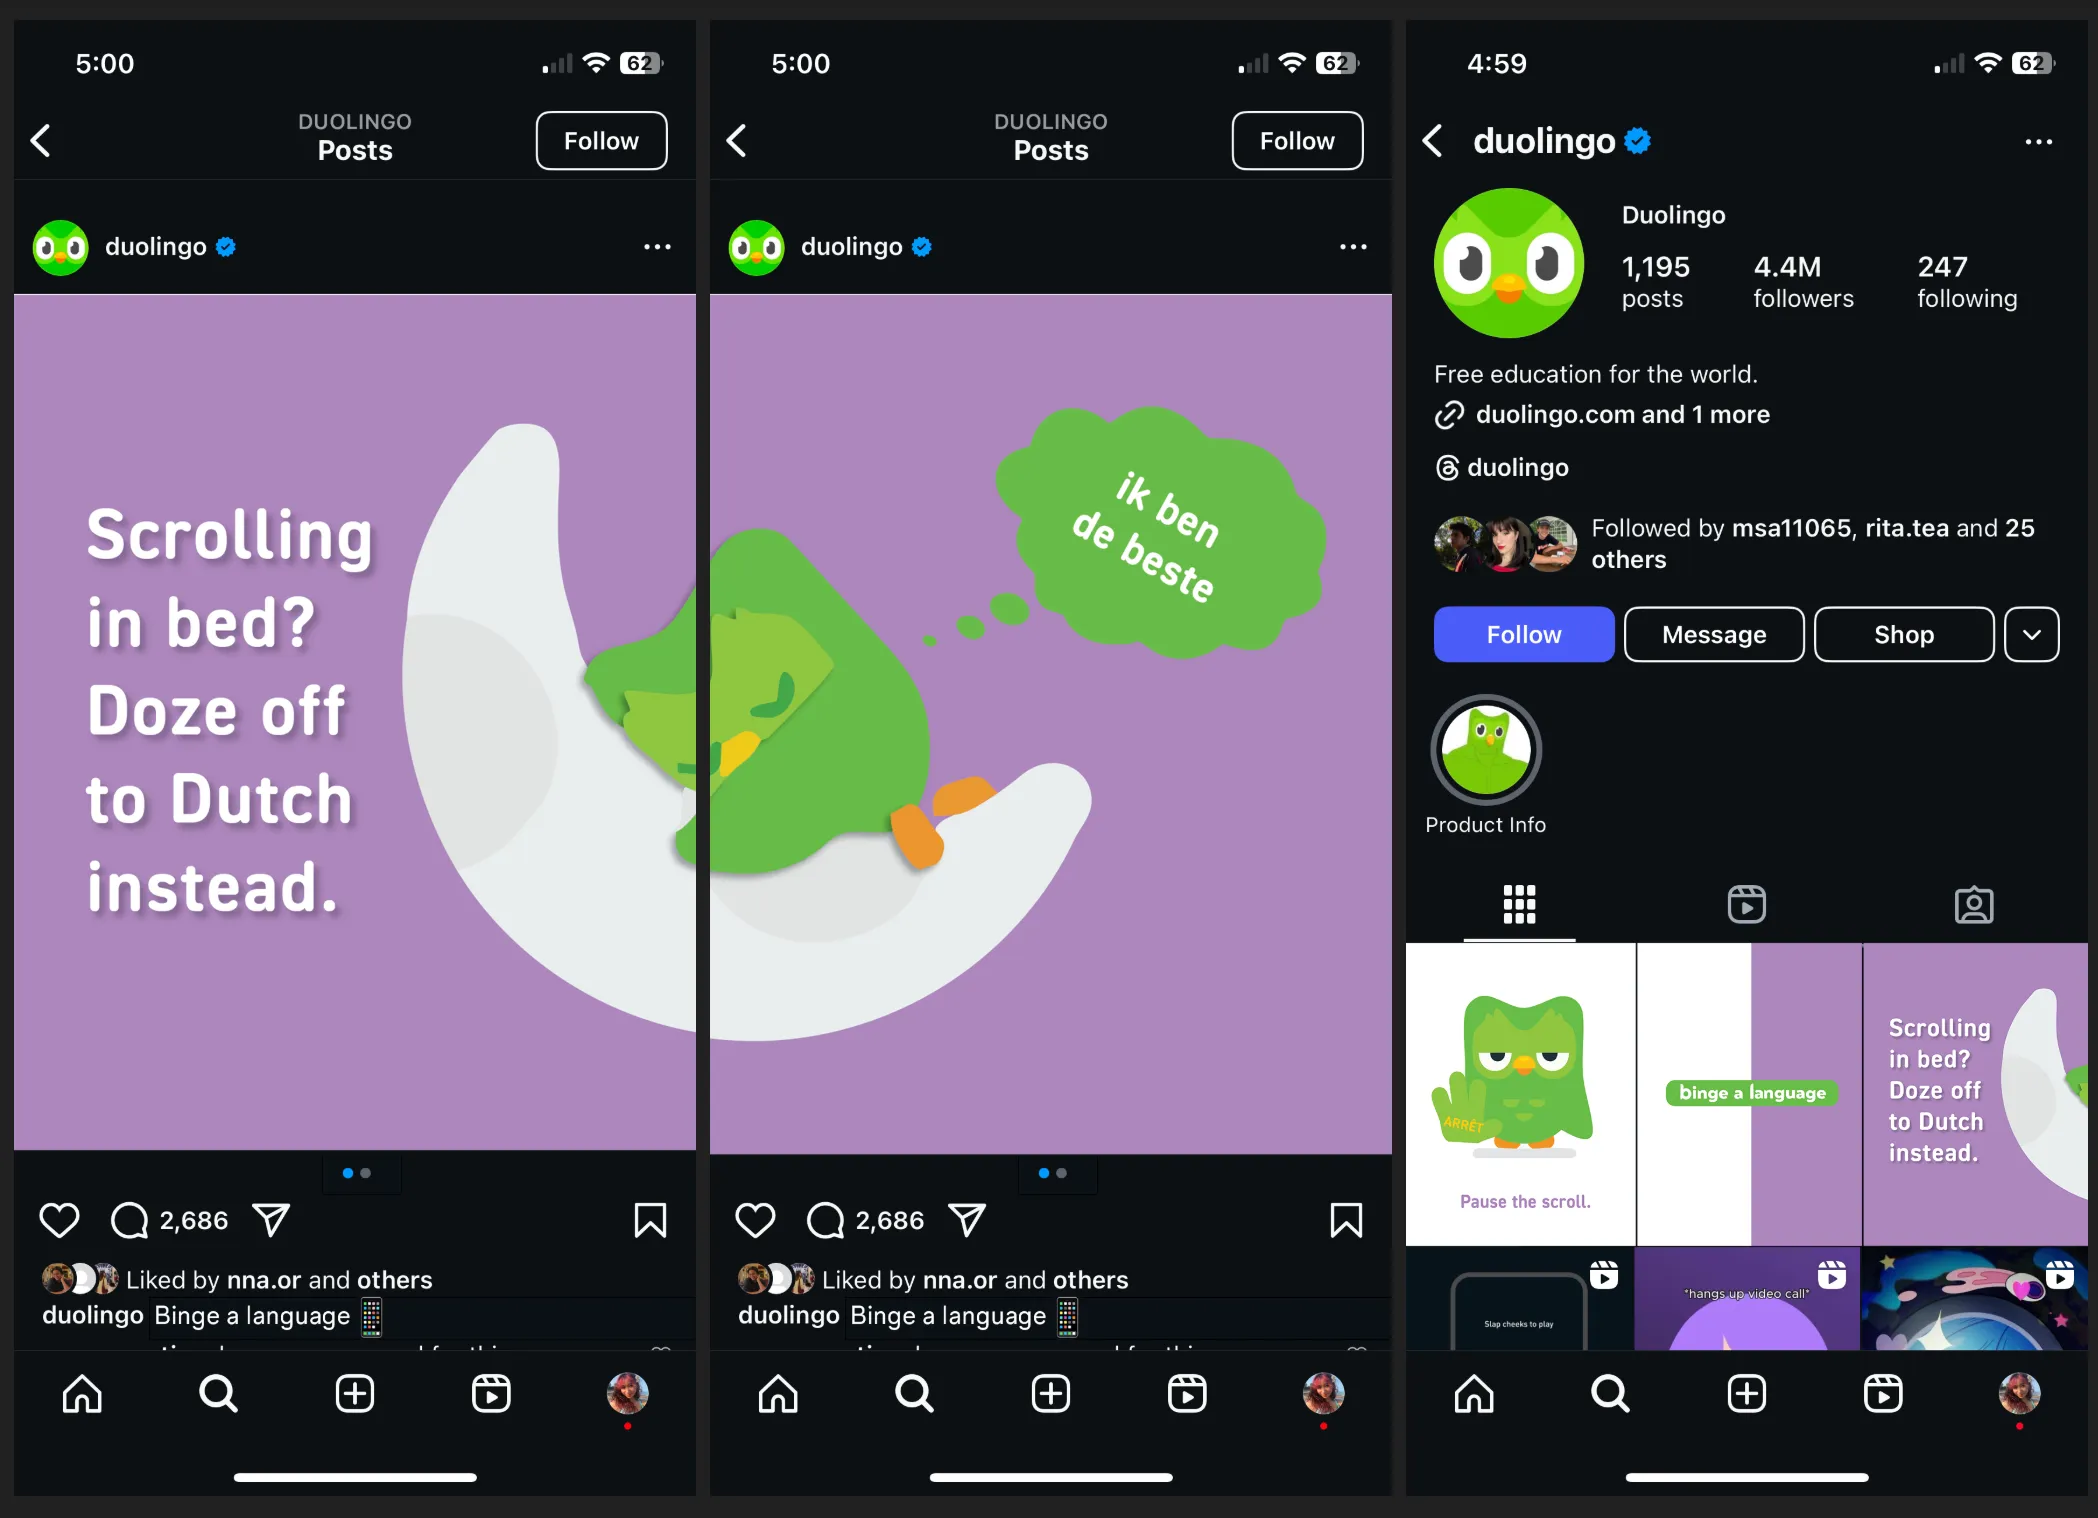 5:00
62
DUOLINGO
Posts
Follow
duolingo
Scrolling
in bed?
Doze off
to Dutch
instead.
2,686
Liked by nna.or and others
duolingo Binge a language
5:00
62
DUOLINGO
Posts
Follow
duolingo
ik ben
de beste
2,686
Liked by nna.or and others
duolingo Binge a language
4:59
62
duolingo
Duolingo
1,195
posts
4.4M
followers
247
following
Free education for the world.
duolingo.com and 1 more
duolingo
Followed by msa11065, rita.tea and 25
others
Follow
Message
Shop
Product Info
ARRÊT
Pause the scroll.
binge a language
Scrolling
in bed?
Doze off
to Dutch
instead.
Slap cheeks to play
*hangs up video call*